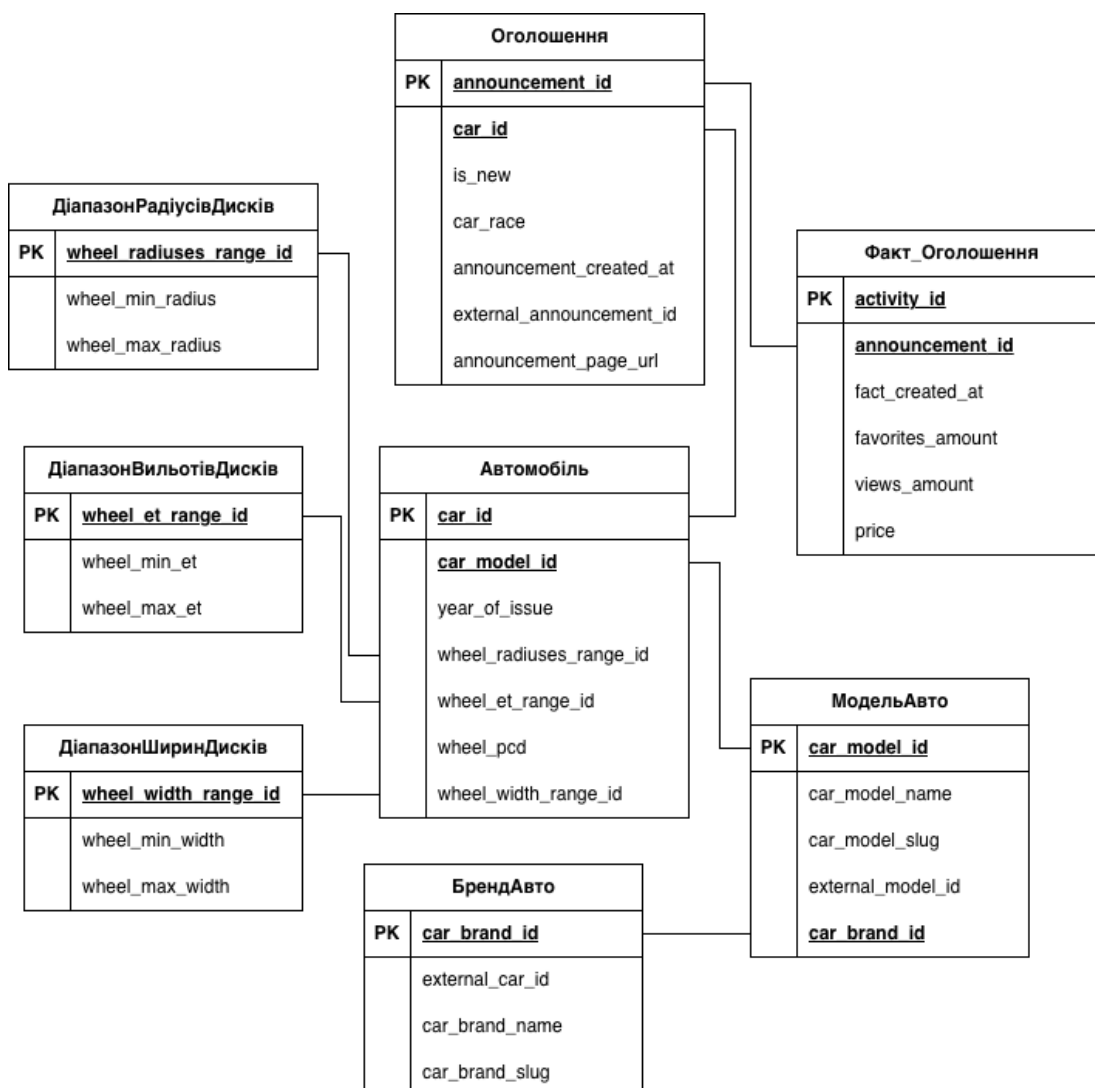 Оголошення
PK announcement_id
car_id
is_new
car_race
announcement_created_at
external_announcement_id
announcement_page_url
ДіапазонРадіусівДисків
PK wheel_radiuses_range_id
wheel_min_radius
wheel_max_radius
Факт_Оголошення
PK activity_id
announcement_id
fact_created_at
favorites_amount
views_amount
price
ДіапазонВильотівДисків
PK wheel_et_range_id
wheel_min_et
wheel_max_et
Автомобіль
PK car_id
car_model_id
year_of_issue
wheel_radiuses_range_id
wheel_et_range_id
wheel_pcd
wheel_width_range_id
ДіапазонШиринДисків
PK wheel_width_range_id
wheel_min_width
wheel_max_width
МодельАвто
PK car_model_id
car_model_name
car_model_slug
external_model_id
car_brand_id
БрендАвто
PK car_brand_id
external_car_id
car_brand_name
car_brand_slug